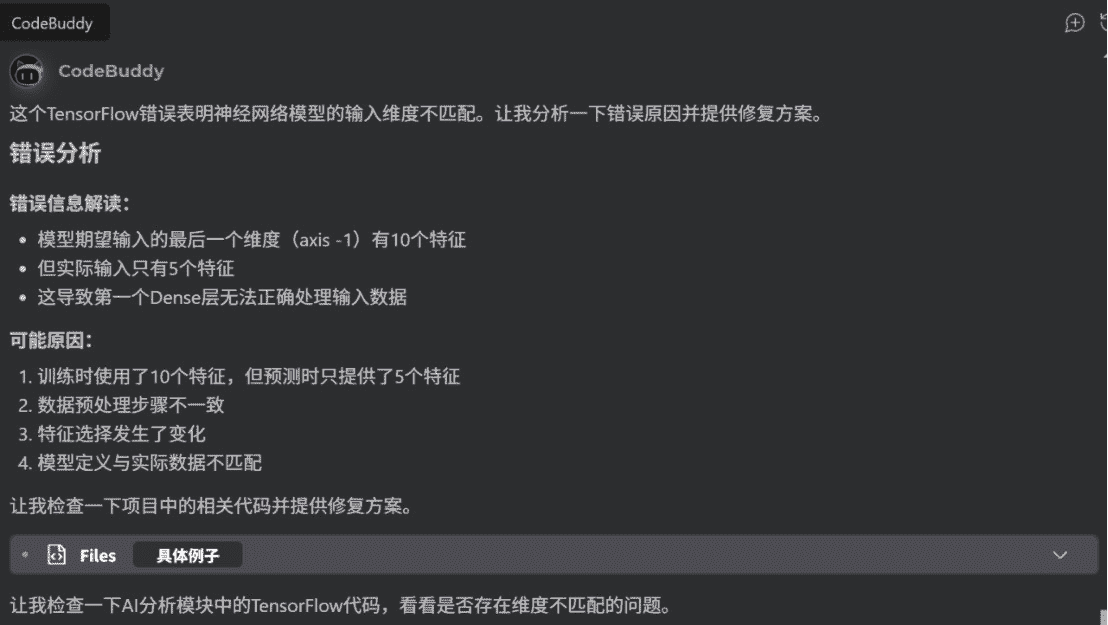 CodeBuddy
CodeBuddy
这个TensorFlow错误表明神经网络模型的输入维度不匹配。让我分析一下错误原因并提供修复方案。
错误分析
错误信息解读：
• 模型期望输入的最后一个维度（axis -1）有10个特征
• 但实际输入只有5个特征
• 这导致第一个Dense层无法正确处理输入数据
可能原因：
1. 训练时使用了10个特征，但预测时只提供了5个特征
2. 数据预处理步骤不一致
3. 特征选择发生了变化
4. 模型定义与实际数据不匹配
让我检查一下项目中的相关代码并提供修复方案。
Files 具体例子
让我检查一下AI分析模块中的TensorFlow代码，看看是否存在维度不匹配的问题。